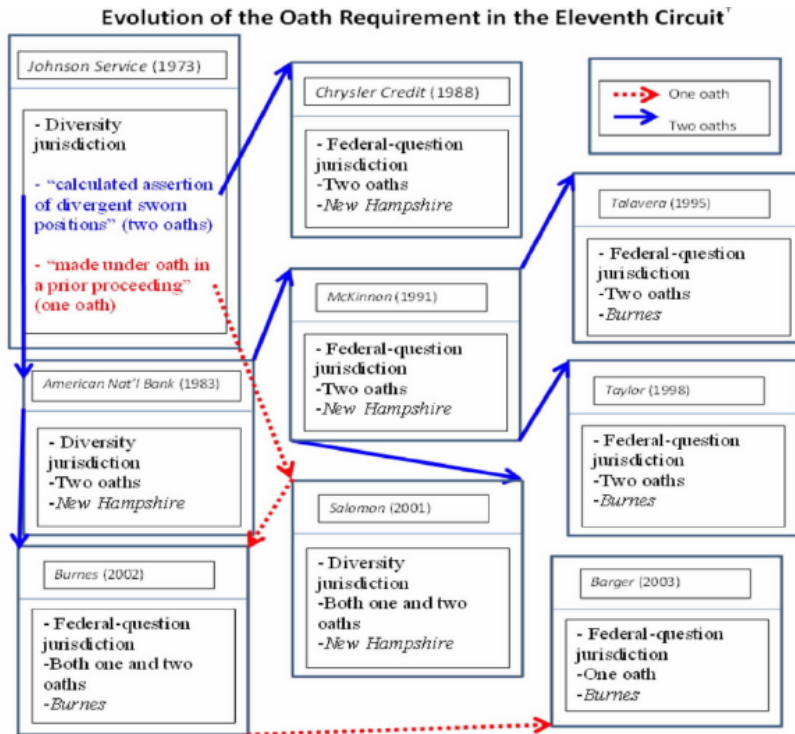 Evolution of the Oath Requirement in the Eleventh Circuit†
Johnson Service (1973)
- Diversity
jurisdiction
- "calculated assertion
of divergent sworn
positions" (two oaths)
- "made under oath in
a prior proceeding"
(one oath)
Chrysler Credit (1988)
- Federal-question
jurisdiction
-Two oaths
-New Hampshire
One oath
Two oaths
Talavera (1995)
- Federal-question
jurisdiction
-Two oaths
-Burnes
McKinnon (1991)
- Federal-question
jurisdiction
-Two oaths
-New Hampshire
American Nat'l Bank (1983)
- Diversity
jurisdiction
-Two oaths
-New Hampshire
Taylor (1998)
- Federal-question
jurisdiction
-Two oaths
-Burnes
Salomon (2001)
- Diversity
jurisdiction
-Both one and two
oaths
-New Hampshire
Burnes (2002)
- Federal-question
jurisdiction
-Both one and two
oaths
-Burnes
Barger (2003)
- Federal-question
jurisdiction
-One oath
-Burnes